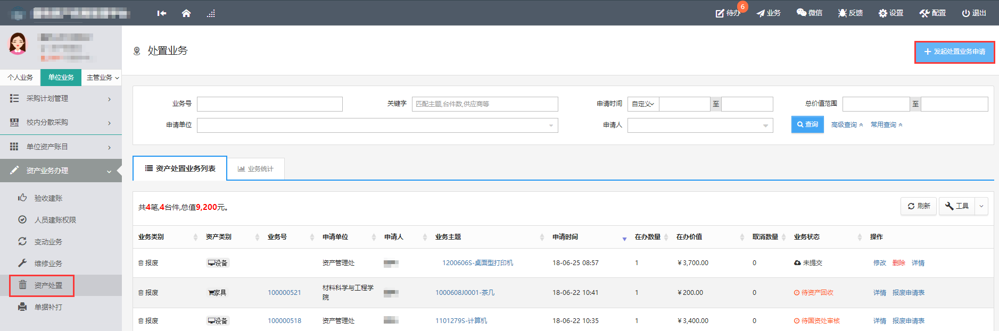 待办 6 业务 微信 反馈 设置 配置 退出
个人业务 单位业务 主管业务
采购计划管理
校内分散采购
单位资产账目
资产业务办理
验收建账
人员建账权限
变动业务
维修业务
资产处置
单据补打
处置业务
发起处置业务申请
业务号 关键字 匹配主题,台件数,供应商等 申请时间 自定义 至 总价值范围 至
申请单位 申请人 查询 高级查询 常用查询
资产处置业务列表 业务统计
共4笔,4台件,总值9,200元。 刷新 工具
业务类别 资产类别 业务号 申请单位 申请人 业务主题 申请时间 在办数量 在办价值 取消数量 业务状态 操作
报废 设备 资产管理处 1200606S-桌面型打印机 18-06-25 08:57 1 ¥3,700.00 0 未提交 修改 删除 详情
报废 家具 100000521 材料科学与工程学院 1000608J0001-茶几 18-06-22 10:41 1 ¥200.00 0 待资产回收 详情 报废申请表
报废 设备 100000518 资产管理处 1101279S-计算机 18-06-22 10:35 1 ¥3,400.00 0 待国资处审核 详情 报废申请表